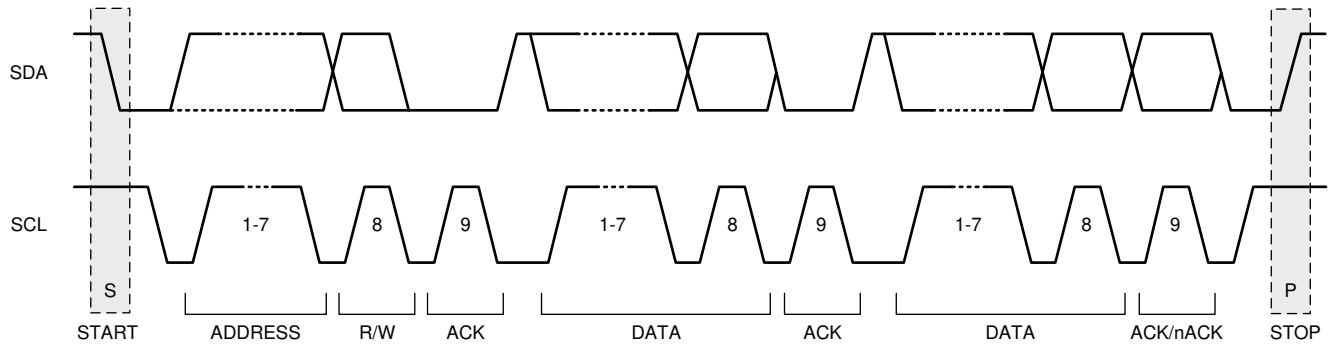 SDA
SCL
1-7 8 9 1-7 8 9 1-7 8 9
S P
START ADDRESS R/W ACK DATA ACK DATA ACK/nACK STOP